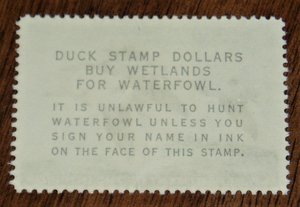 DUCK STAMP DOLLARS
BUY WETLANDS
FOR WATERFOWL.
IT IS UNLAWFUL TO HUNT
WATERFOWL UNLESS YOU
SIGN YOUR NAME IN INK
ON THE FACE OF THIS STAMP.